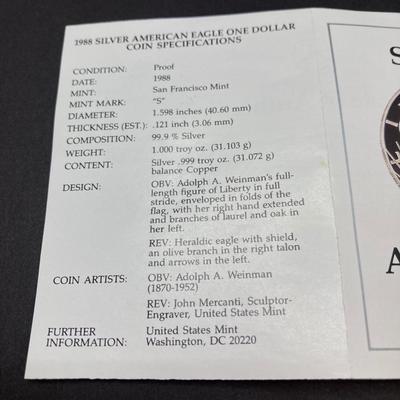 1988 SILVER AMERICAN EAGLE ONE DOLLAR
COIN SPECIFICATIONS
CONDITION: Proof
DATE: 1988
MINT: San Francisco Mint
MINT MARK: "S"
DIAMETER: 1.598 inches (40.60 mm)
THICKNESS (EST.): .121 inch (3.06 mm)
COMPOSITION: 99.9 % Silver
WEIGHT: 1.000 troy oz. (31.103 g)
CONTENT: Silver .999 troy oz. (31.072 g)
balance Copper
DESIGN: OBV: Adolph A. Weinman's full-
length figure of Liberty in full
stride, enveloped in folds of the
flag, with her right hand extended
and branches of laurel and oak in
her left.
REV: Heraldic eagle with shield,
an olive branch in the right talon
and arrows in the left.
COIN ARTISTS: OBV: Adolph A. Weinman
(1870-1952)
REV: John Mercanti, Sculptor-
Engraver, United States Mint
FURTHER United States Mint
INFORMATION: Washington, DC 20220
S
A